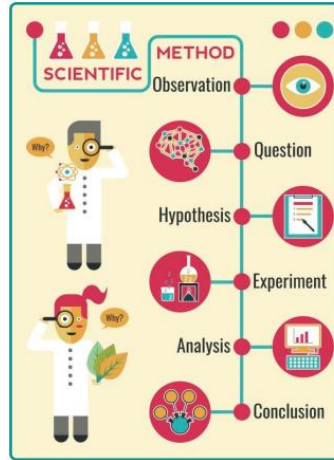 SCIENTIFIC
METHOD
Observation
Question
Why?
Hypothesis
Experiment
Why?
Analysis
Conclusion